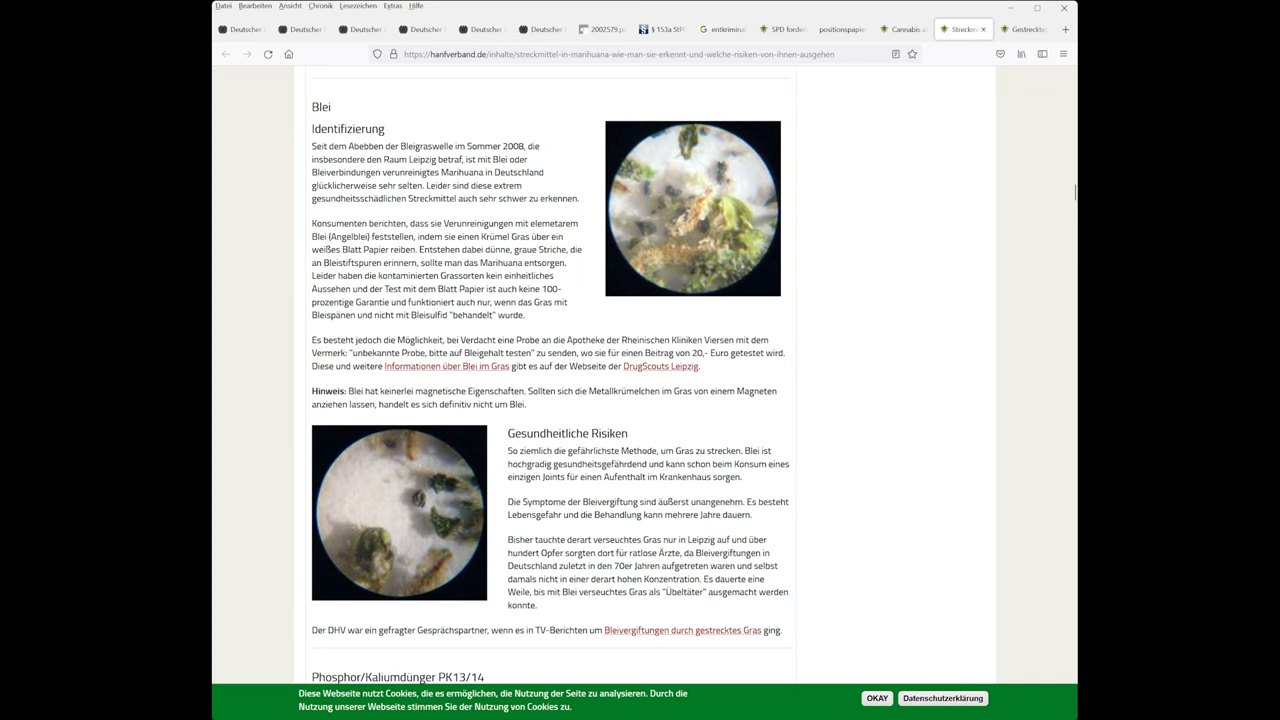 Datei Bearbeiten Ansicht Chronik Lesezeichen Extras Hilfe
Deutscher Deutscher Deutscher Deutscher Deutscher Deutscher 2002579.p § 153a StPO entkriminal SPD forder positionspapie Cannabis al Streckm Gestreckte
https://hanfverband.de/inhalte/streckmittel-in-marihuana-wie-man-sie-erkennt-und-welche-risiken-von-ihnen-ausgehen
Blei
Identifizierung
Seit dem Abebben der Bleigraswelle im Sommer 2008, die
insbesondere den Raum Leipzig betraf, ist mit Blei oder
Bleiverbindungen verunreinigtes Marihuana in Deutschland
glücklicherweise sehr selten. Leider sind diese extrem
gesundheitsschädlichen Streckmittel auch sehr schwer zu erkennen.
Konsumenten berichten, dass sie Verunreinigungen mit elemetarem
Blei (Angelblei) feststellen, indem sie einen Krümel Gras über ein
weißes Blatt Papier reiben. Entstehen dabei dünne, graue Striche, die
an Bleistiftspuren erinnern, sollte man das Marihuana entsorgen.
Leider haben die kontaminierten Grassorten kein einheitliches
Aussehen und der Test mit dem Blatt Papier ist auch keine 100-
prozentige Garantie und funktioniert auch nur, wenn das Gras mit
Bleispänen und nicht mit Bleisulfid "behandelt" wurde.
Es besteht jedoch die Möglichkeit, bei Verdacht eine Probe an die Apotheke der Rheinischen Kliniken Viersen mit dem
Vermerk: "unbekannte Probe, bitte auf Bleigehalt testen" zu senden, wo sie für einen Beitrag von 20,- Euro getestet wird.
Diese und weitere Informationen über Blei im Gras gibt es auf der Webseite der DrugScouts Leipzig.
Hinweis: Blei hat keinerlei magnetische Eigenschaften. Sollten sich die Metallkrümelchen im Gras von einem Magneten
anziehen lassen, handelt es sich definitiv nicht um Blei.
Gesundheitliche Risiken
So ziemlich die gefährlichste Methode, um Gras zu strecken. Blei ist
hochgradig gesundheitsgefährdend und kann schon beim Konsum eines
einzigen Joints für einen Aufenthalt im Krankenhaus sorgen.
Die Symptome der Bleivergiftung sind äußerst unangenehm. Es besteht
Lebensgefahr und die Behandlung kann mehrere Jahre dauern.
Bisher tauchte derart verseuchtes Gras nur in Leipzig auf und über
hundert Opfer sorgten dort für ratlose Ärzte, da Bleivergiftungen in
Deutschland zuletzt in den 70er Jahren aufgetreten waren und selbst
damals nicht in einer derart hohen Konzentration. Es dauerte eine
Weile, bis mit Blei verseuchtes Gras als "Übeltäter" ausgemacht werden
konnte.
Der DHV war ein gefragter Gesprächspartner, wenn es in TV-Berichten um Bleivergiftungen durch gestrecktes Gras ging.
Phosphor/Kaliumdünger PK13/14
Diese Webseite nutzt Cookies, die es ermöglichen, die Nutzung der Seite zu analysieren. Durch die
Nutzung unserer Webseite stimmen Sie der Nutzung von Cookies zu.
OKAY Datenschutzerklärung